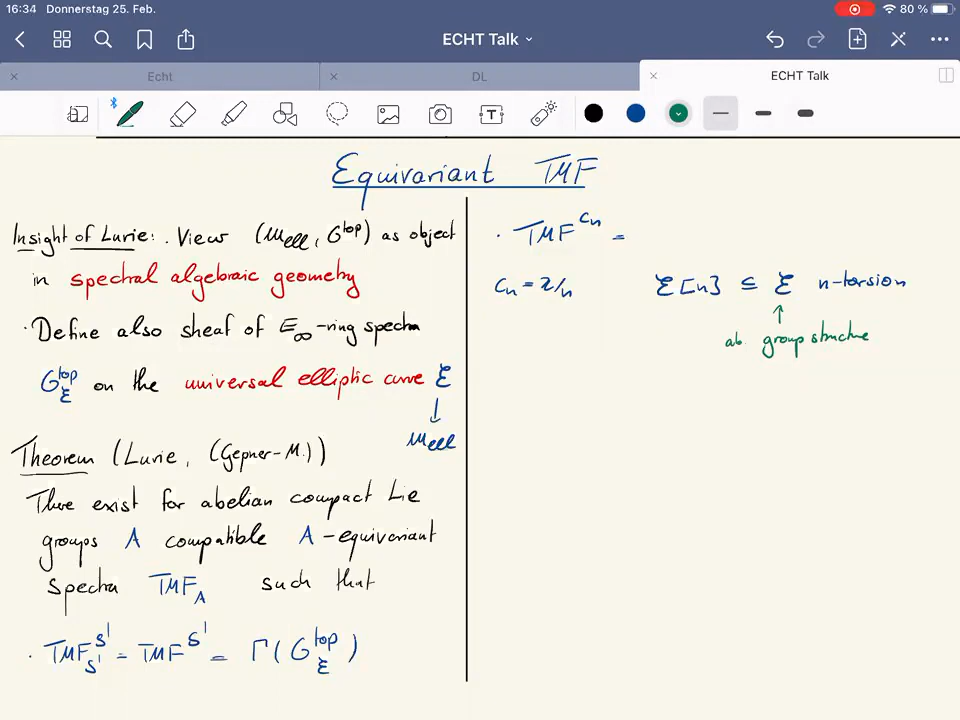 16:34 Donnerstag 25. Feb.
80 %
ECHT Talk
Echt
DL
ECHT Talk
Equivariant TMF
Insight of Lurie: View (Mell, O^top) as object
in spectral algebraic geometry
· Define also sheaf of E∞-ring spectra
O^top_ℰ on the universal elliptic curve ℰ
↓
Mell
Theorem (Lurie, (Gepner-M.))
There exist for abelian compact Lie
groups A compatible A-equivariant
spectra TMF_A such that
· TMF_{S^1}^{S^1} = TMF^{S^1} = Γ(O^top_ℰ)
· TMF^{C_n} =
C_n = ℤ/n ℰ[n] ⊆ ℰ n-torsion
↑
ab. group structure